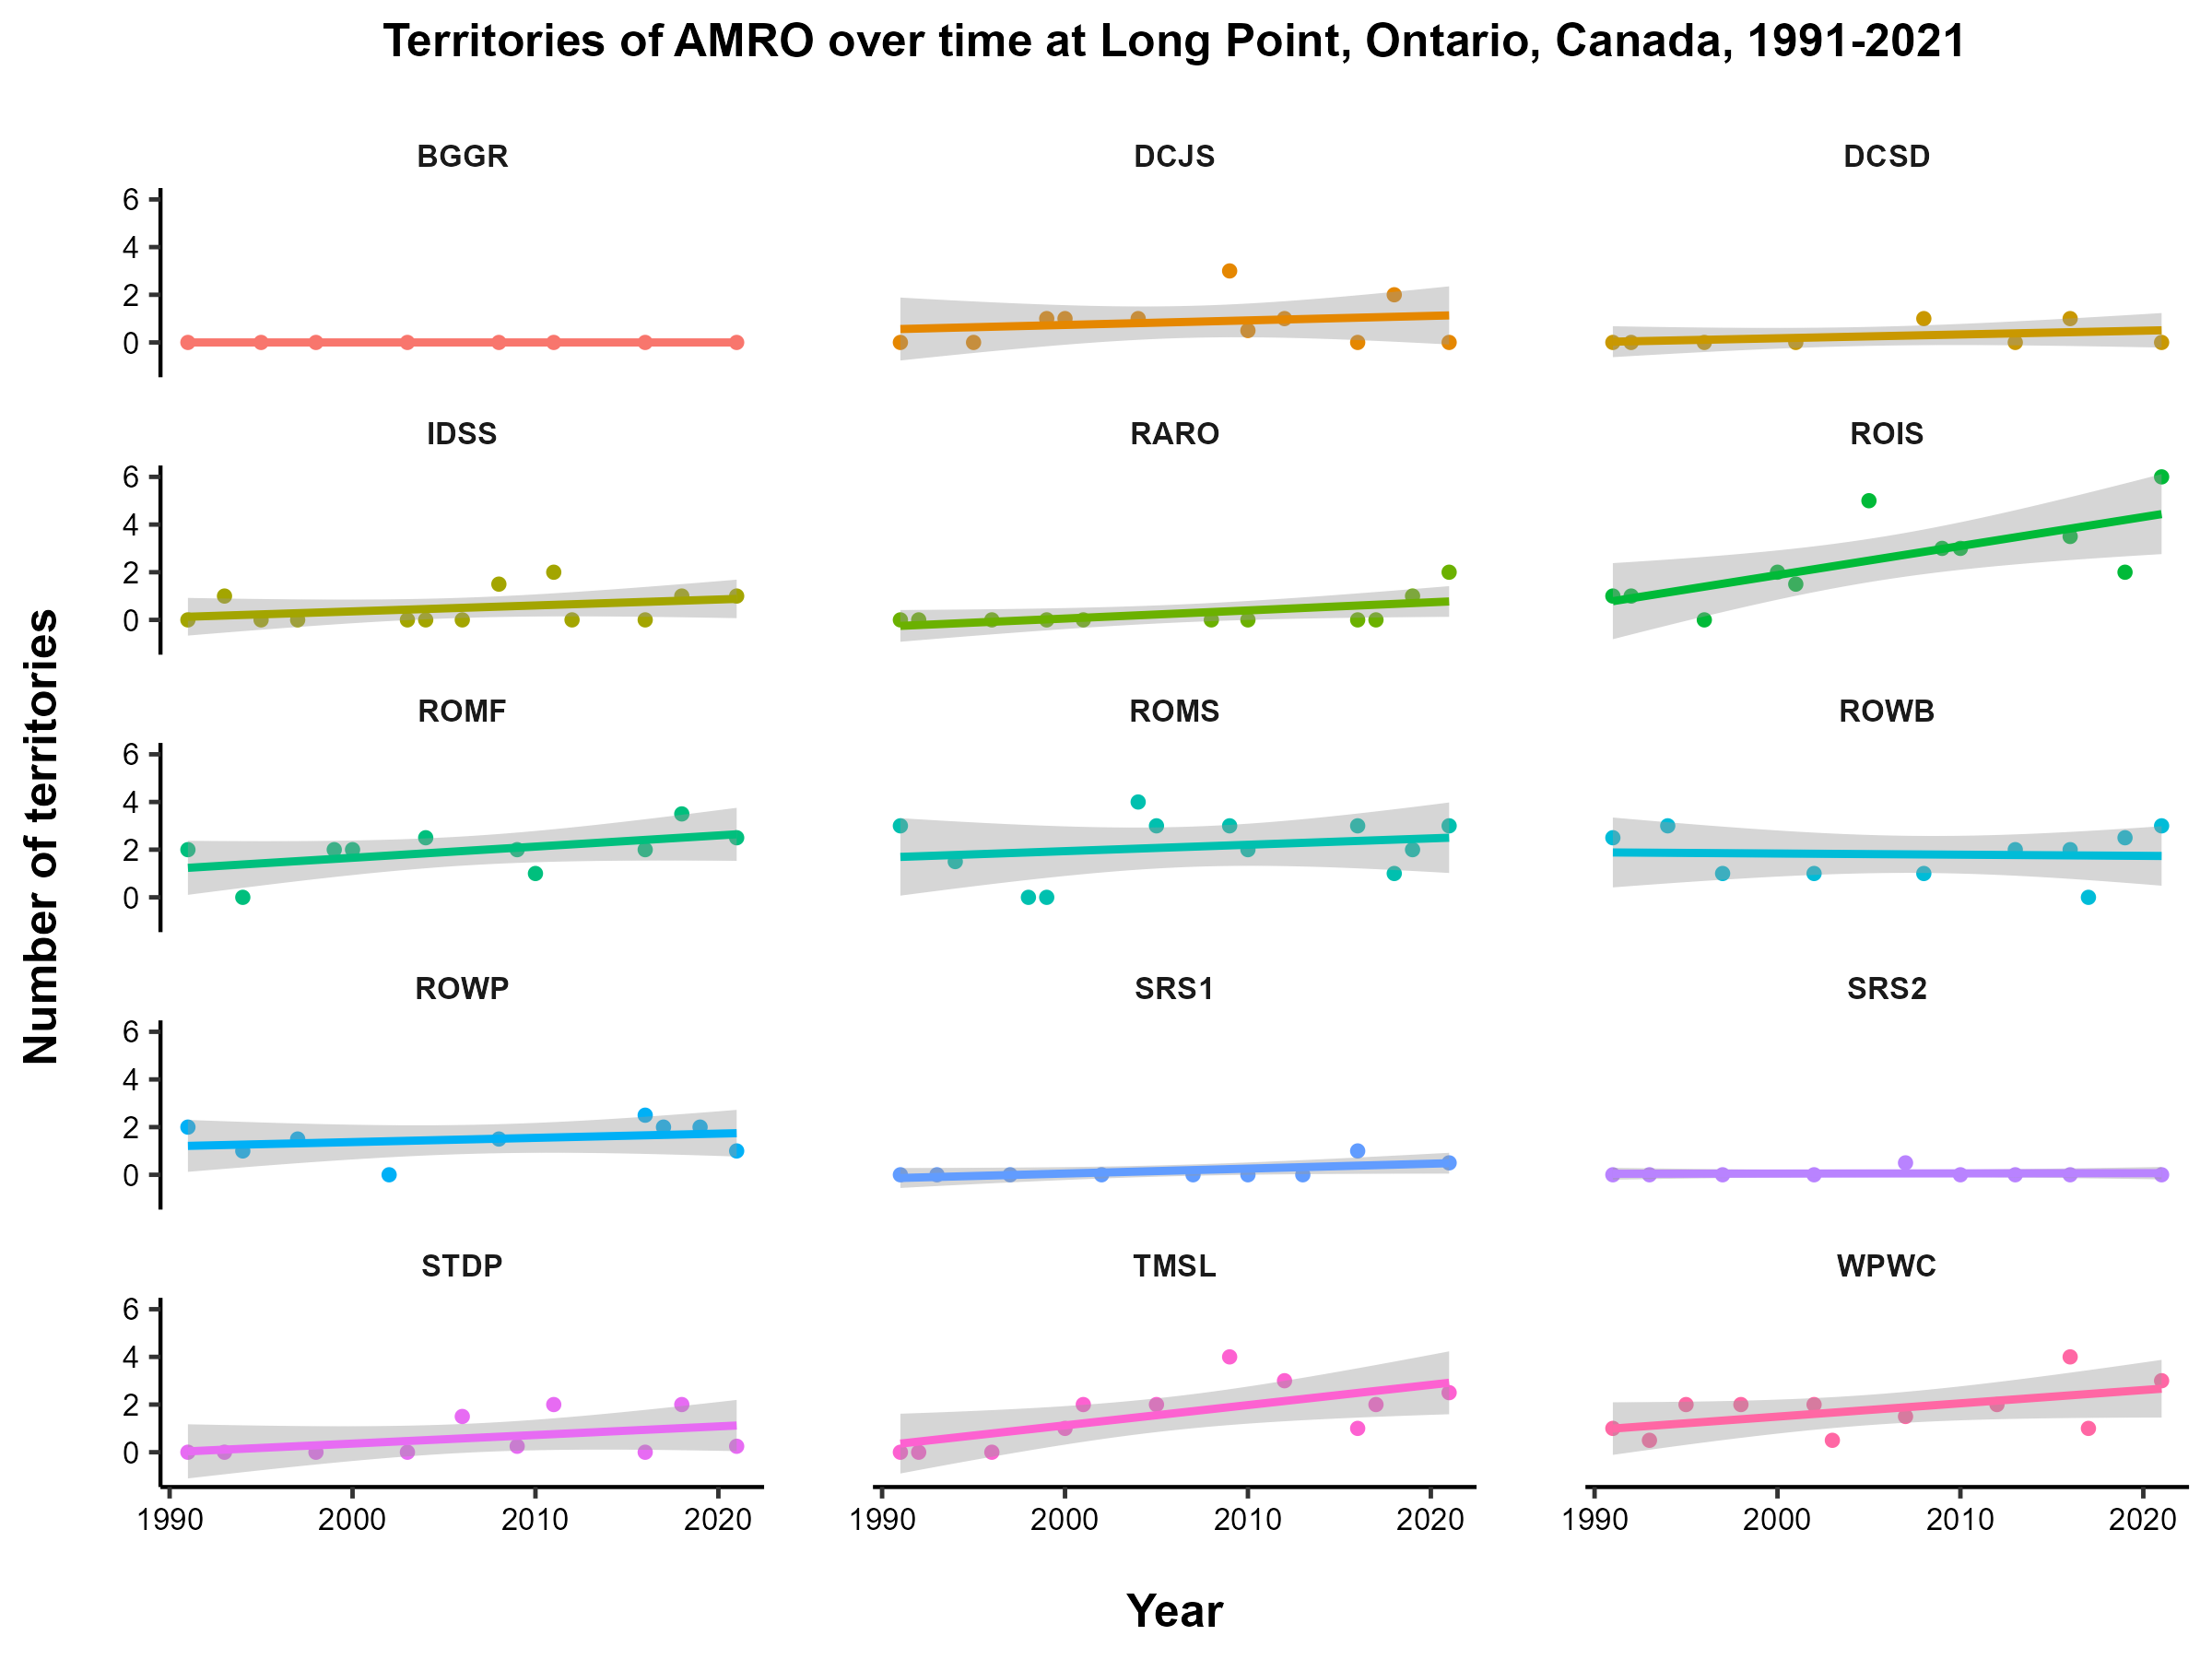 Territories of AMRO over time at Long Point, Ontario, Canada, 1991-2021
BGGR DCJS DCSD
6
4
2
0
IDSS RARO ROIS
6
4
2
0
ROMF ROMS ROWB
6
4
2
0
ROWP SRS1 SRS2
6
4
2
0
STDP TMSL WPWC
6
4
2
0
1990 2000 2010 2020 1990 2000 2010 2020 1990 2000 2010 2020
Number of territories
Year